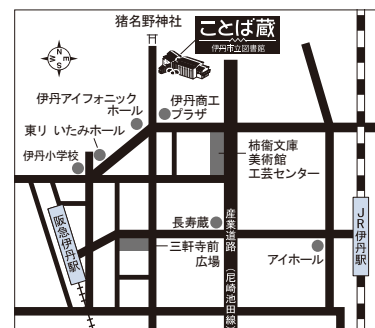 猪名野神社
ことば蔵
伊丹市立図書館
N
E
S
W
伊丹アイフォニック
ホール
伊丹商工
プラザ
東リ いたみホール
伊丹小学校
柿衞文庫
美術館
工芸センター
阪急伊丹駅
長寿蔵
産業道路
(尼崎池田線)
三軒寺前
広場
アイホール
JR伊丹駅